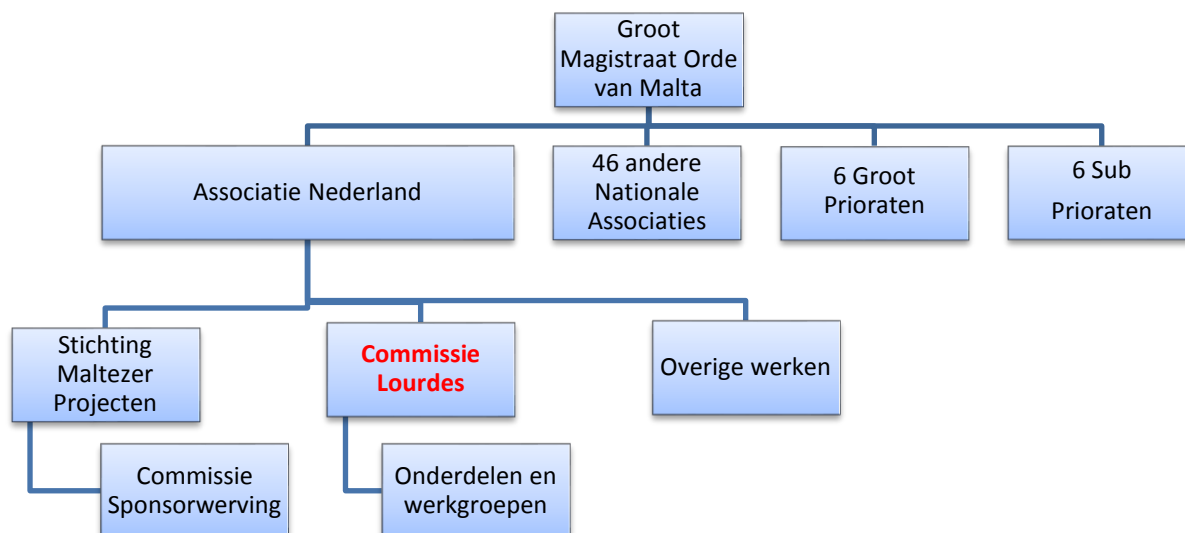 Groot
Magistraat Orde
van Malta
Associatie Nederland
46 andere
Nationale
Associaties
6 Groot
Prioraten
6 Sub
Prioraten
Stichting
Maltezer
Projecten
Commissie
Lourdes
Overige werken
Commissie
Sponsorwerving
Onderdelen en
werkgroepen